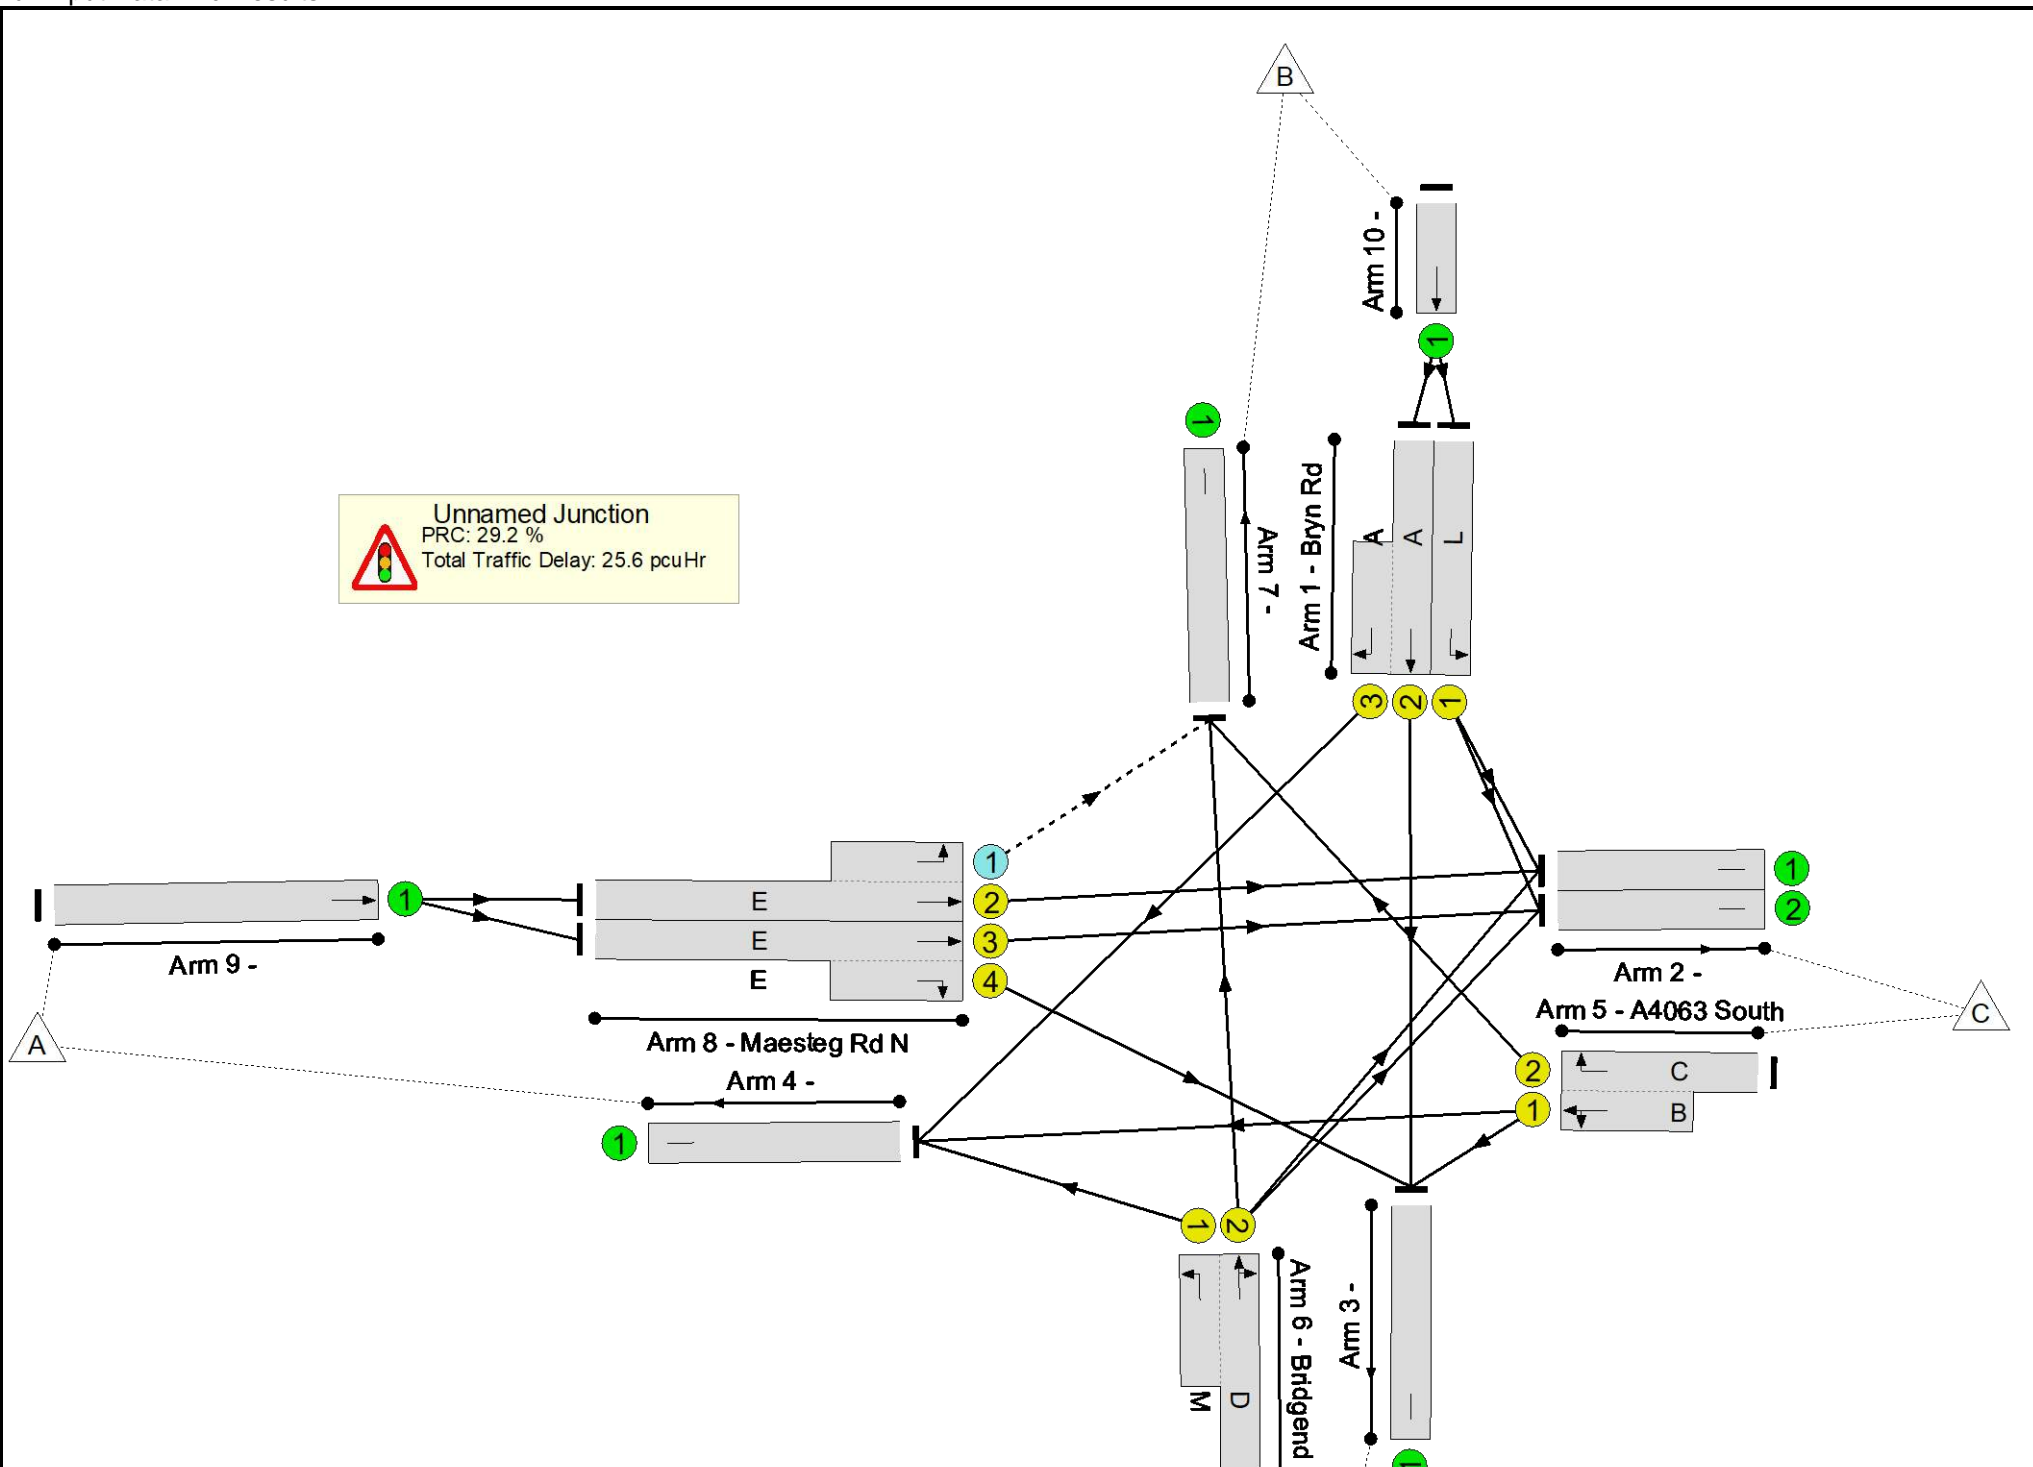 B
Arm 10 -
1
1
Arm 7 -
Arm 1 - Bryn Rd
A
A
L
Unnamed Junction
PRC: 29.2 %
Total Traffic Delay: 25.6 pcuHr
3
2
1
1
E
E
E
1
2
3
4
Arm 9 -
Arm 8 - Maesteg Rd N
A
1
2
Arm 2 -
Arm 5 - A4063 South
C
2
1
C
B
Arm 4 -
1
1
2
M
D
Arm 6 - Bridgend
Arm 3 -